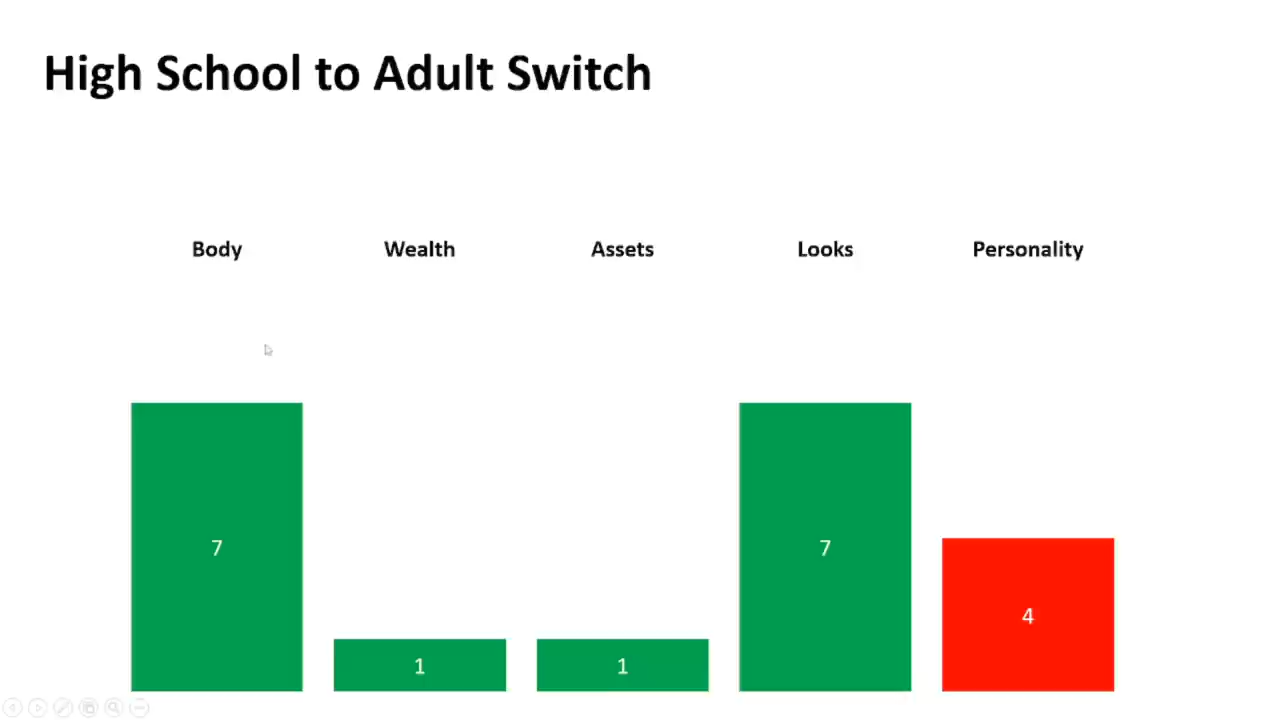 High School to Adult Switch
Body Wealth Assets Looks Personality
7 1 1 7 4